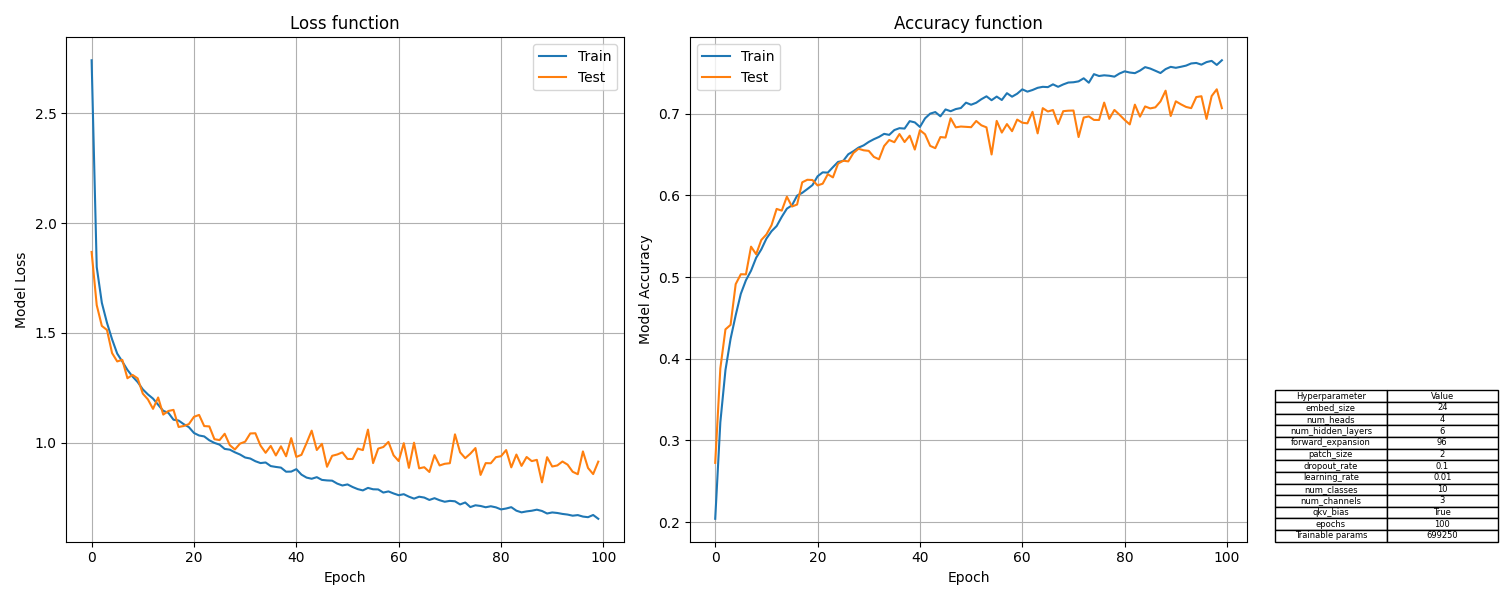 Loss function
Train
Test
2.5
2.0
1.5
1.0
Model Loss
0 20 40 60 80 100
Epoch
Accuracy function
Train
Test
0.7
0.6
0.5
0.4
0.3
0.2
Model Accuracy
0 20 40 60 80 100
Epoch
Hyperparameter Value
embed_size 24
num_heads 4
num_hidden_layers 6
forward_expansion 96
patch_size 2
dropout_rate 0.1
learning_rate 0.01
num_classes 10
num_channels 3
qkv_bias True
epochs 100
Trainable params 699250